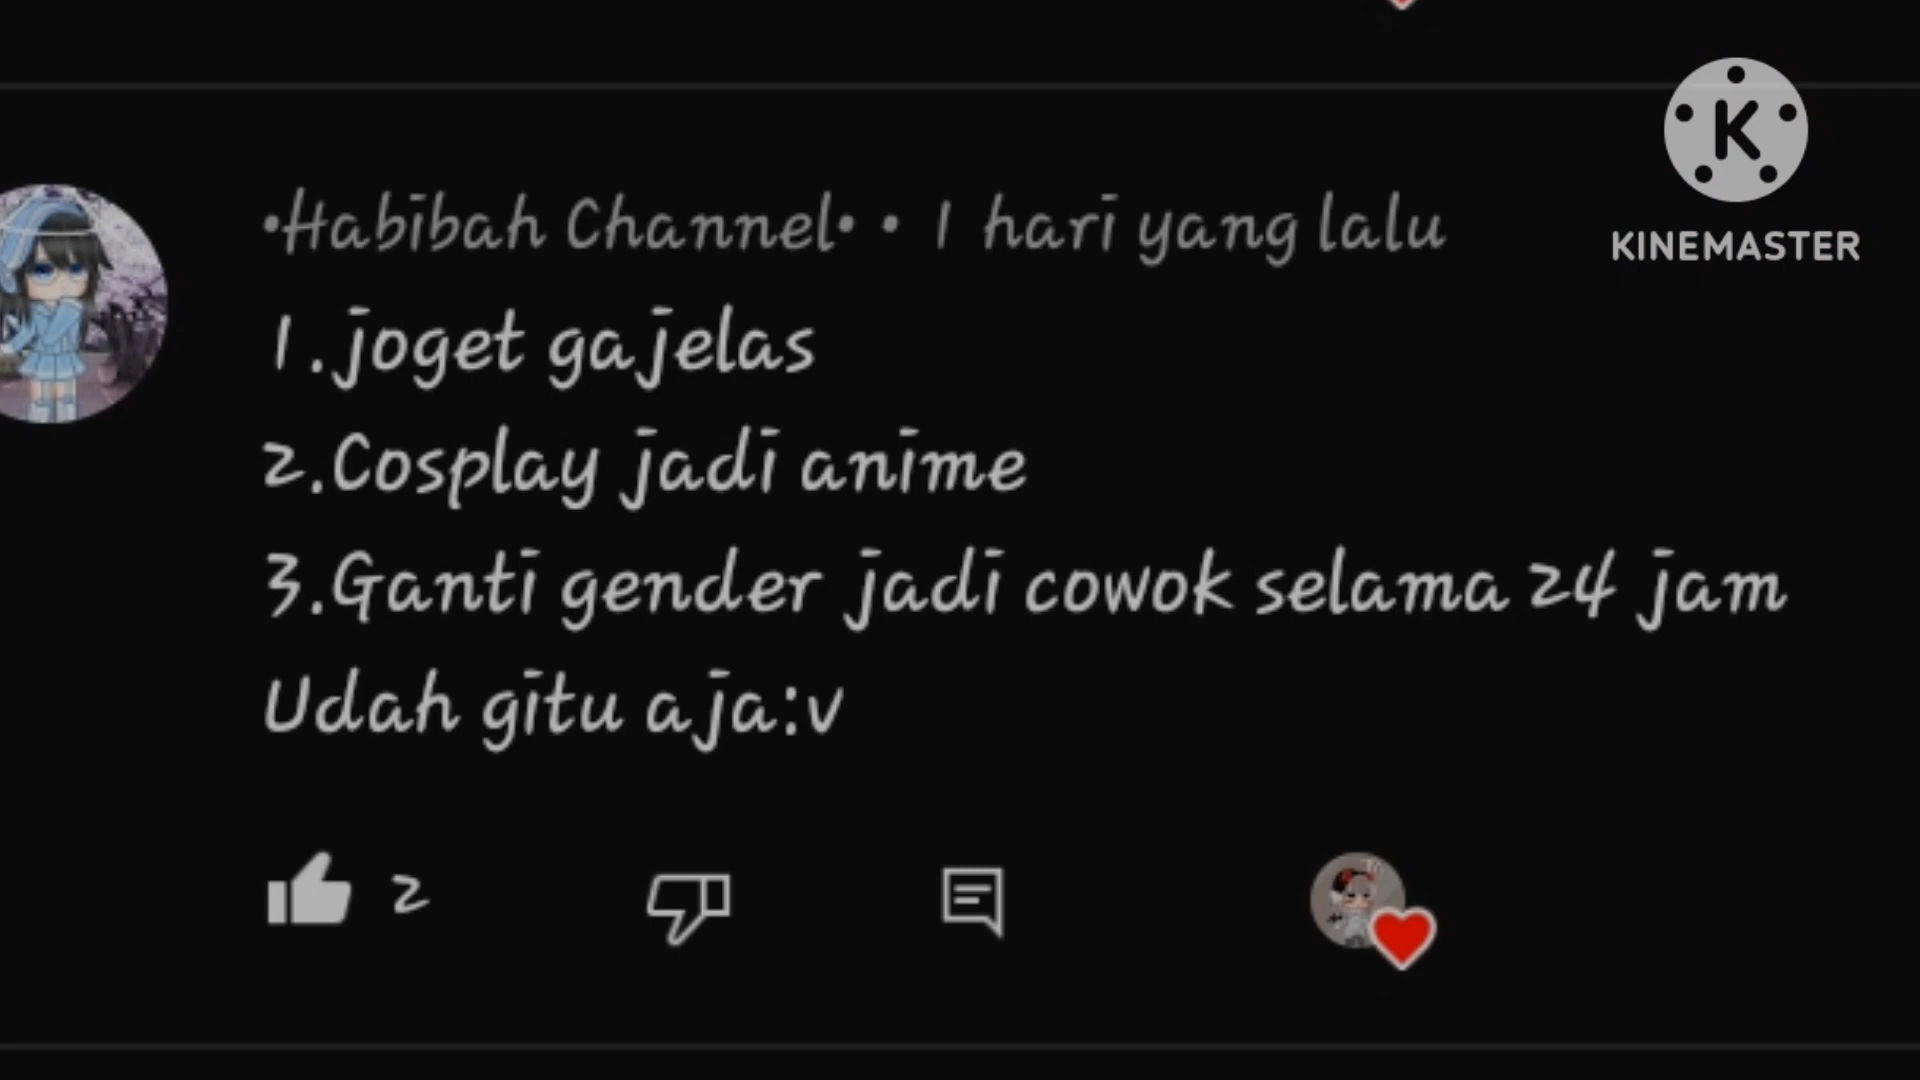 K
KINEMASTER
•Habibah Channel• • 1 hari yang lalu
1.joget gajelas
2.Cosplay jadi anime
3.Ganti gender jadi cowok selama 24 jam
Udah gitu aja:v
2